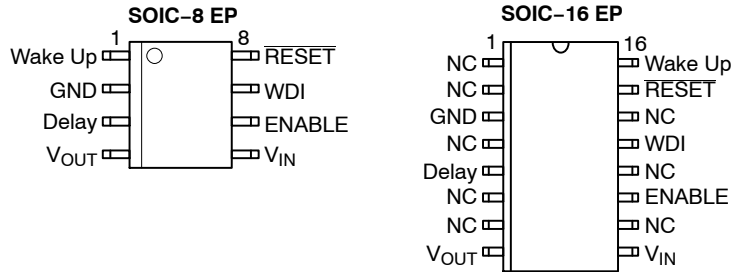 SOIC−8 EP
1 8
Wake Up RESET
GND WDI
Delay ENABLE
VOUT VIN
SOIC−16 EP
1 16
NC Wake Up
NC RESET
GND NC
NC WDI
Delay NC
NC ENABLE
NC NC
VOUT VIN